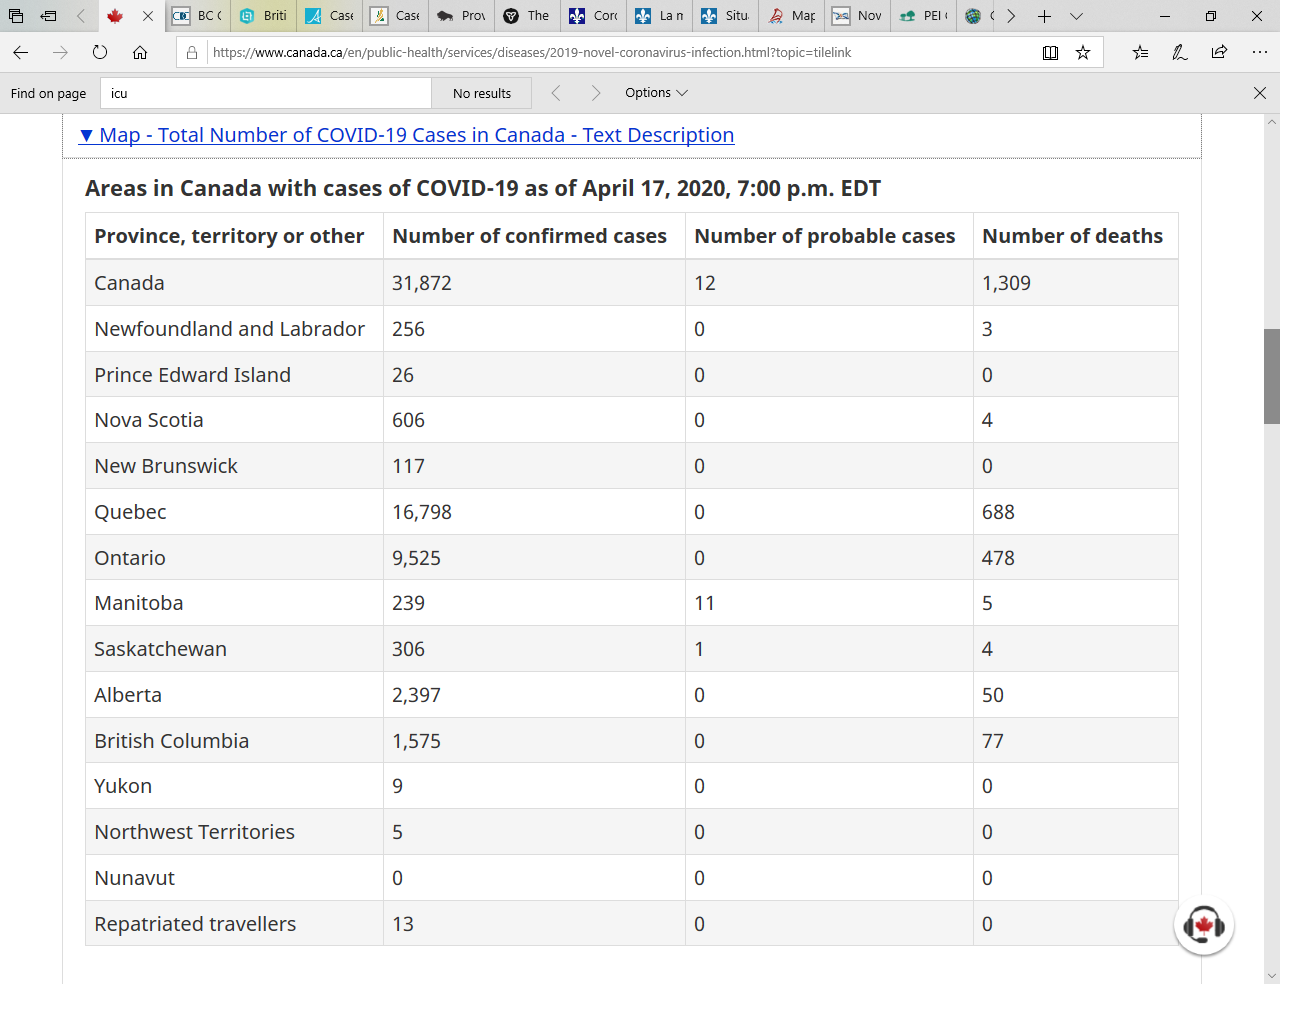 BC
Briti
Case
Case
Prov
The
Coro
La m
Situ
Map
Nov
PEI
https://www.canada.ca/en/public-health/services/diseases/2019-novel-coronavirus-infection.html?topic=tilelink
Find on page icu No results Options
▼ Map - Total Number of COVID-19 Cases in Canada - Text Description
Areas in Canada with cases of COVID-19 as of April 17, 2020, 7:00 p.m. EDT
Province, territory or other Number of confirmed cases Number of probable cases Number of deaths
Canada 31,872 12 1,309
Newfoundland and Labrador 256 0 3
Prince Edward Island 26 0 0
Nova Scotia 606 0 4
New Brunswick 117 0 0
Quebec 16,798 0 688
Ontario 9,525 0 478
Manitoba 239 11 5
Saskatchewan 306 1 4
Alberta 2,397 0 50
British Columbia 1,575 0 77
Yukon 9 0 0
Northwest Territories 5 0 0
Nunavut 0 0 0
Repatriated travellers 13 0 0